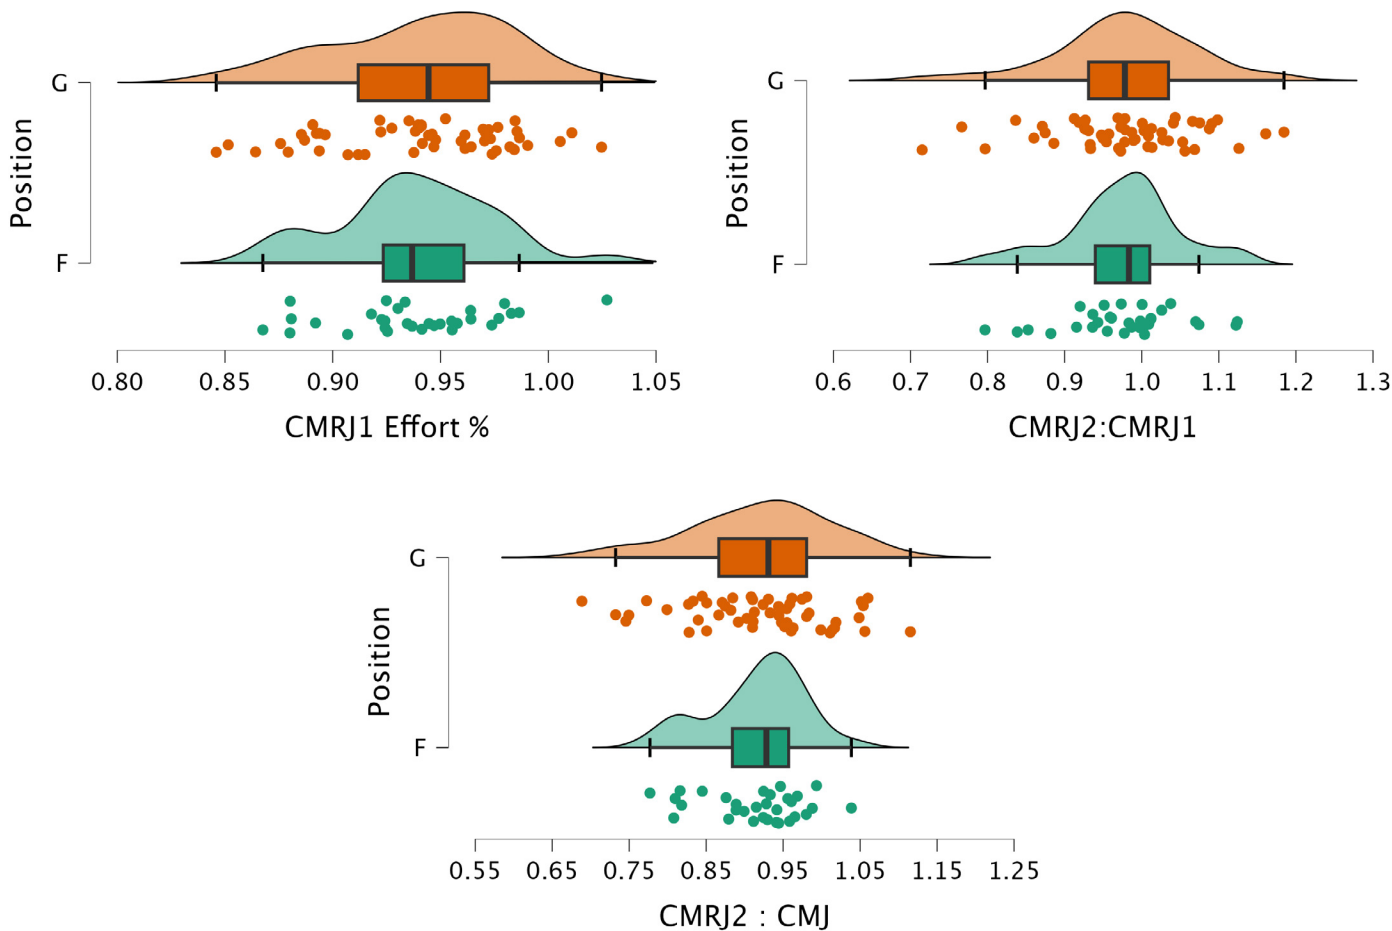 G
Position
F
0.80 0.85 0.90 0.95 1.00 1.05
CMRJ1 Effort %
G
Position
F
0.6 0.7 0.8 0.9 1.0 1.1 1.2 1.3
CMRJ2:CMRJ1
G
Position
F
0.55 0.65 0.75 0.85 0.95 1.05 1.15 1.25
CMRJ2 : CMJ